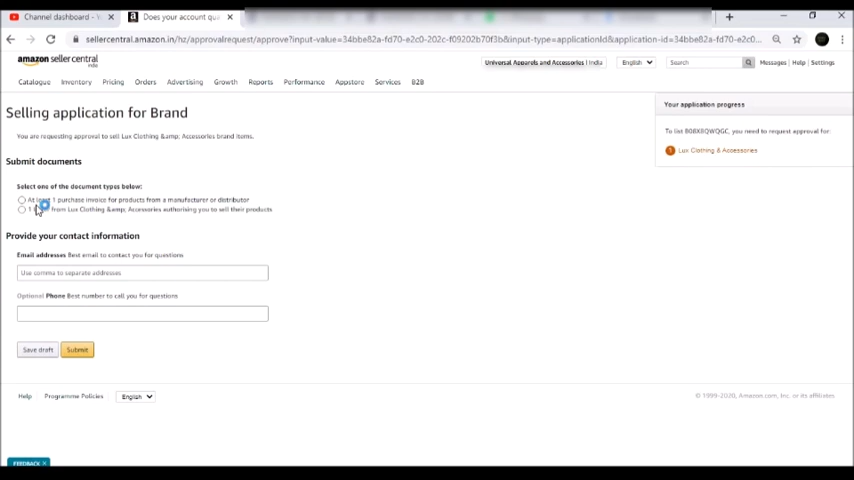 Channel dashboard - Y
Does your account qua
sellercentral.amazon.in/hz/approvalrequest/approve?input-value=34bbe82a-fd70-e2c0-202c-f09202b70f3b&input-type=applicationId&application-id=34bbe82a-fd70-e2c0...
amazon seller central
india
Universal Apparels and Accessories | India
English
Search
Messages | Help | Settings
Catalogue Inventory Pricing Orders Advertising Growth Reports Performance Appstore Services B2B
Selling application for Brand
You are requesting approval to sell Lux Clothing &amp; Accessories brand items.
Submit documents
Select one of the document types below:
At least 1 purchase invoice for products from a manufacturer or distributor
1 from Lux Clothing &amp; Accessories authorising you to sell their products
Provide your contact information
Email addresses Best email to contact you for questions
Use comma to separate addresses
Optional Phone Best number to call you for questions
Save draft Submit
Your application progress
To list B08X8QWQGC, you need to request approval for:
1 Lux Clothing & Accessories
Help Programme Policies English
© 1999-2020, Amazon.com, Inc. or its affiliates
FEEDBACK